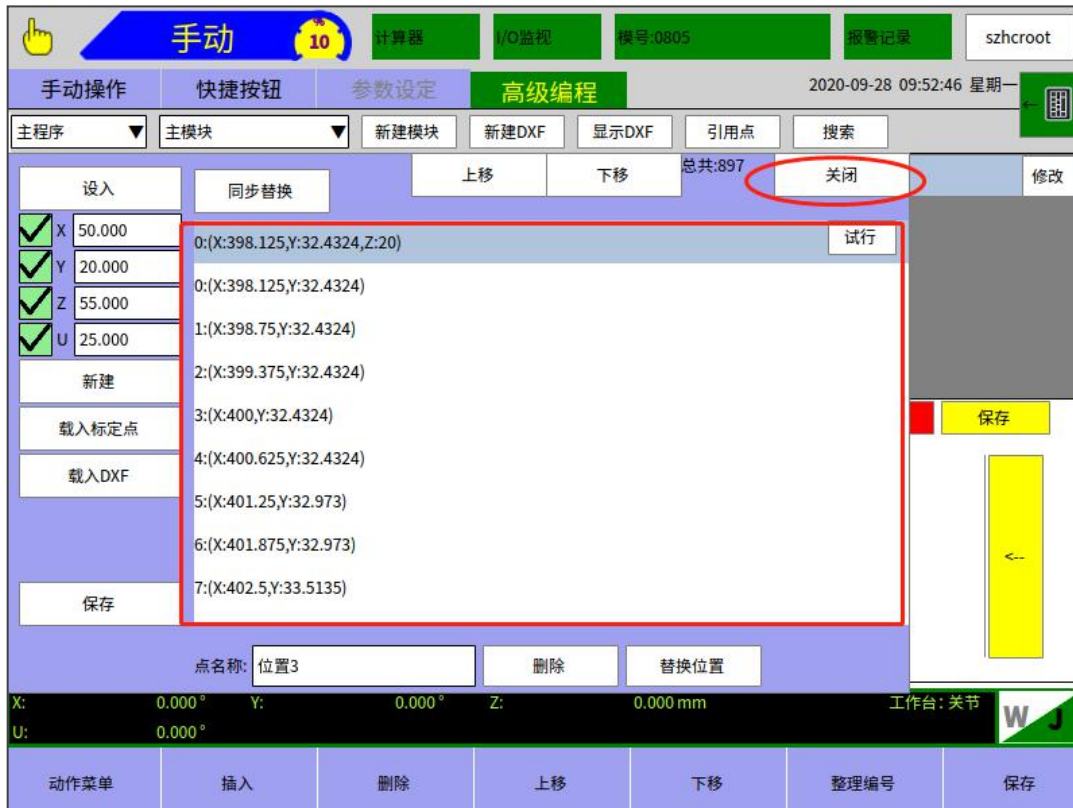 手动 % 10 计算器 I/O监视 模号:0805 报警记录 szhcroot
手动操作 快捷按钮 参数设定 高级编程 2020-09-28 09:52:46 星期一 ←
主程序 ▼ 主模块 ▼ 新建模块 新建DXF 显示DXF 引用点 搜索
设入 同步替换 上移 下移 总共:897 关闭 修改
X 50.000
Y 20.000
Z 55.000
U 25.000
新建
载入标定点
载入DXF
保存
0:(X:398.125,Y:32.4324,Z:20) 试行
0:(X:398.125,Y:32.4324)
1:(X:398.75,Y:32.4324)
2:(X:399.375,Y:32.4324)
3:(X:400,Y:32.4324)
4:(X:400.625,Y:32.4324)
5:(X:401.25,Y:32.973)
6:(X:401.875,Y:32.973)
7:(X:402.5,Y:33.5135)
保存
<--
点名称: 位置3 删除 替换位置
X: 0.000° Y: 0.000° Z: 0.000 mm 工作台: 关节 W J
U: 0.000°
动作菜单 插入 删除 上移 下移 整理编号 保存